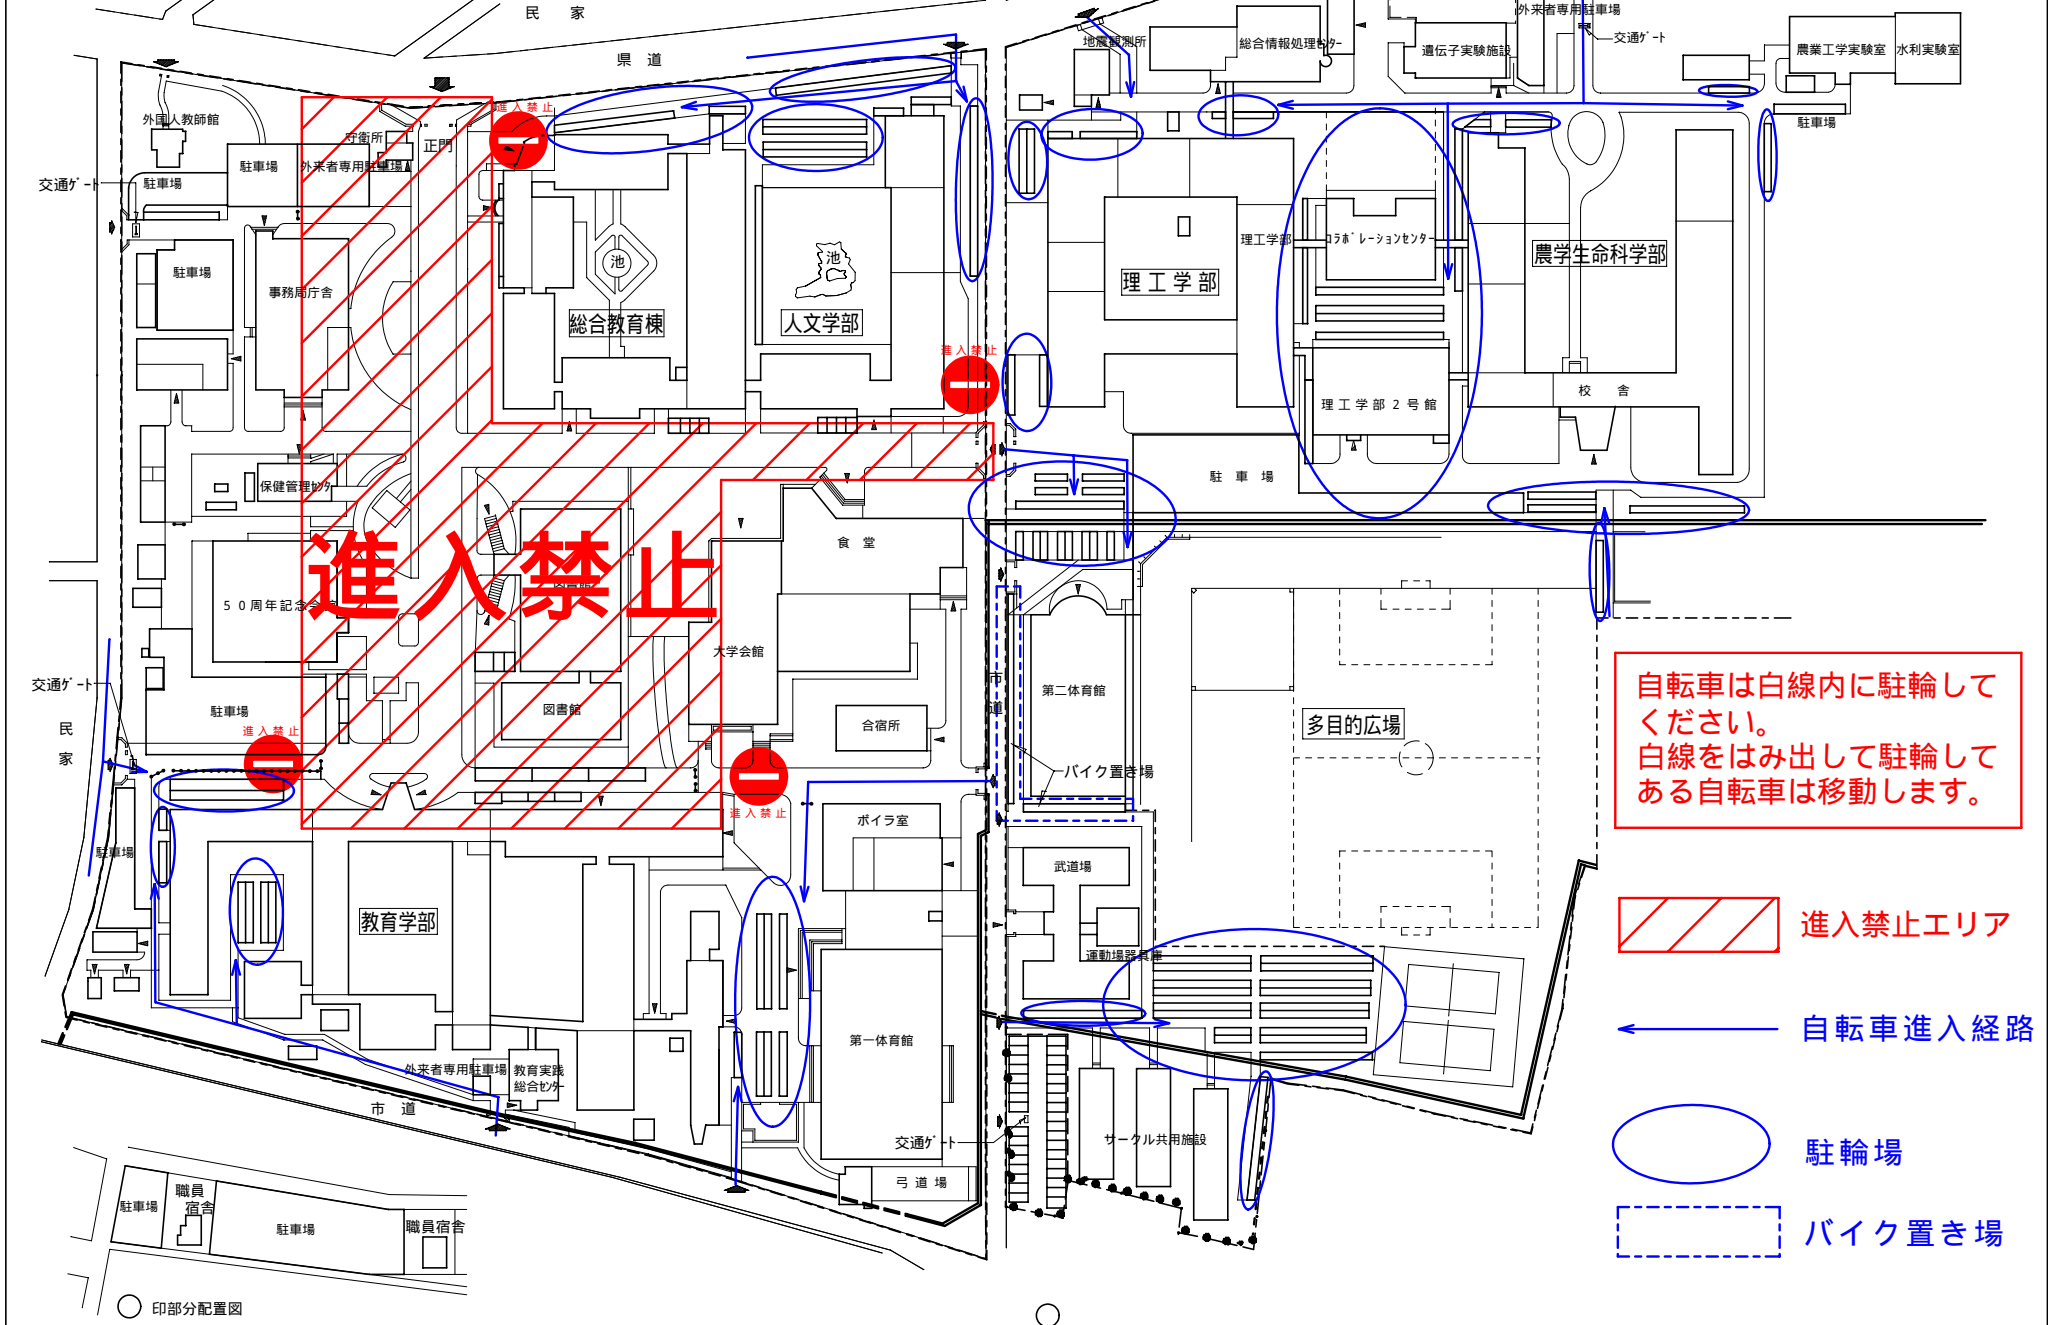 民 家
県 道
地震観測所
総合情報処理センター
遺伝子実験施設
外来者専用駐車場
交通ゲート
農業工学実験室
水利実験室
駐車場
外国人教師館
守衛所
正門
進入禁止
駐車場
外来者専用駐車場
交通ゲート
駐車場
駐車場
事務局庁舎
池
池
総合教育棟
人文学部
理工学部
理工学部
コラボレーションセンター
農学生命科学部
進入禁止
理工学部2号館
校 舎
保健管理センター
駐 車 場
進入禁止
食 堂
図書館
50周年記念会館
大学会館
市 道
第二体育館
交通ゲート
駐車場
図書館
合宿所
多目的広場
民 家
進入禁止
バイク置き場
進入禁止
自転車は白線内に駐輪して
ください。
白線をはみ出して駐輪して
ある自転車は移動します。
ボイラ室
駐車場
武道場
教育学部
運動場器具庫
進入禁止エリア
第一体育館
自転車進入経路
外来者専用駐車場
教育実践
総合センター
市 道
交通ゲート
サークル共用施設
駐輪場
弓 道 場
駐車場
職員
宿舎
駐車場
職員宿舎
バイク置き場
印部分配置図